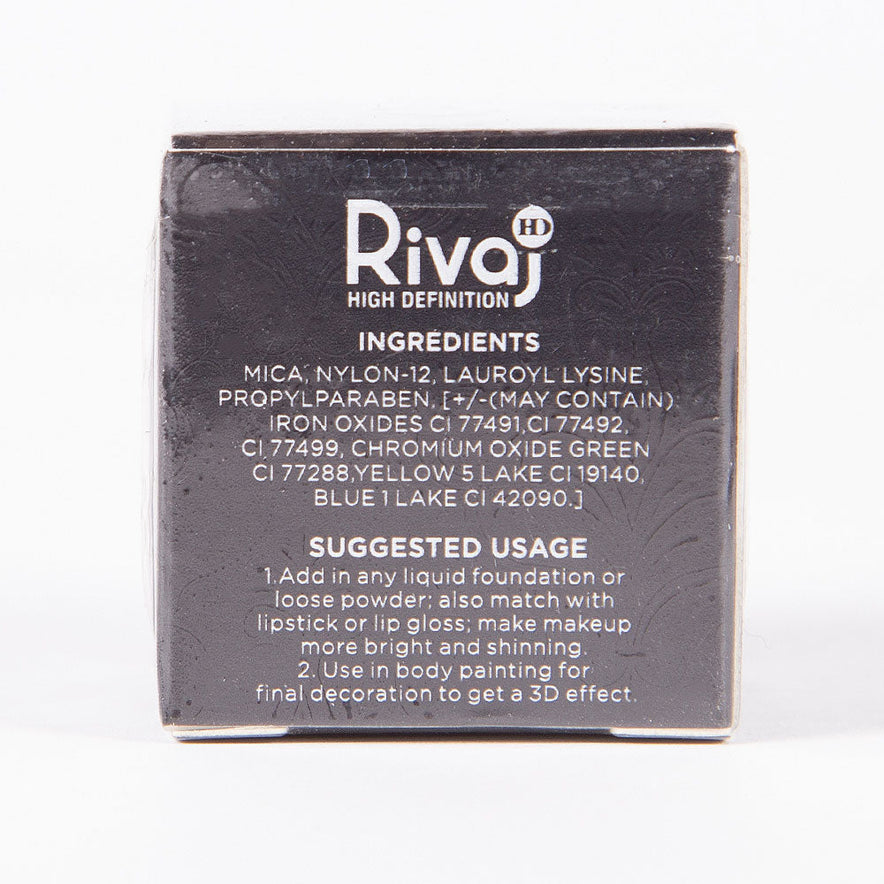 Rivaj HD
HIGH DEFINITION
INGREDIENTS
MICA, NYLON-12, LAUROYL LYSINE,
PROPYLPARABEN, [+/-(MAY CONTAIN):
IRON OXIDES CI 77491,CI 77492,
CI 77499, CHROMIUM OXIDE GREEN
CI 77288,YELLOW 5 LAKE CI 19140,
BLUE 1 LAKE CI 42090.]
SUGGESTED USAGE
1.Add in any liquid foundation or
loose powder; also match with
lipstick or lip gloss; make makeup
more bright and shinning.
2. Use in body painting for
final decoration to get a 3D effect.